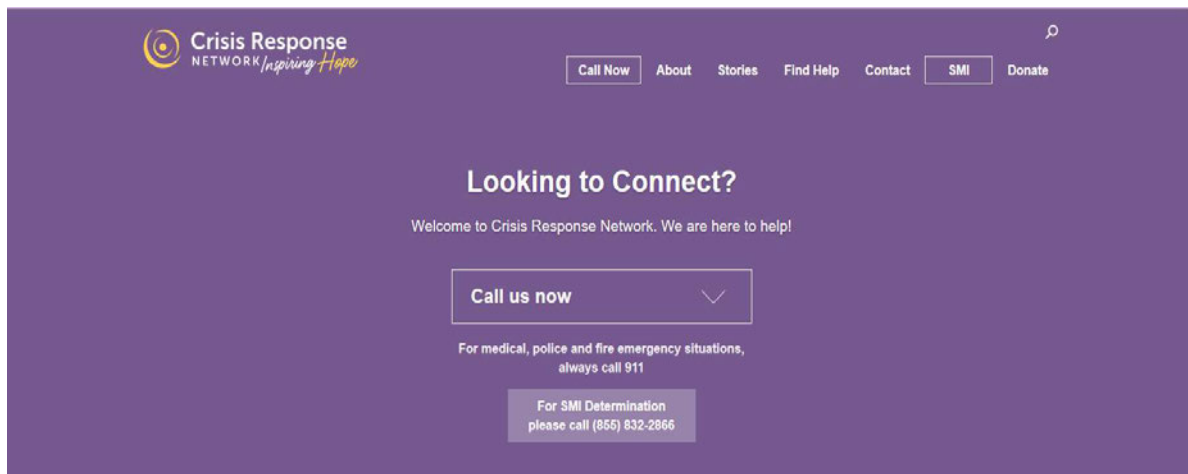 Crisis Response
NETWORK Inspiring Hope
Call Now About Stories Find Help Contact SMI Donate
Looking to Connect?
Welcome to Crisis Response Network. We are here to help!
Call us now
For medical, police and fire emergency situations,
always call 911
For SMI Determination
please call (855) 832-2866